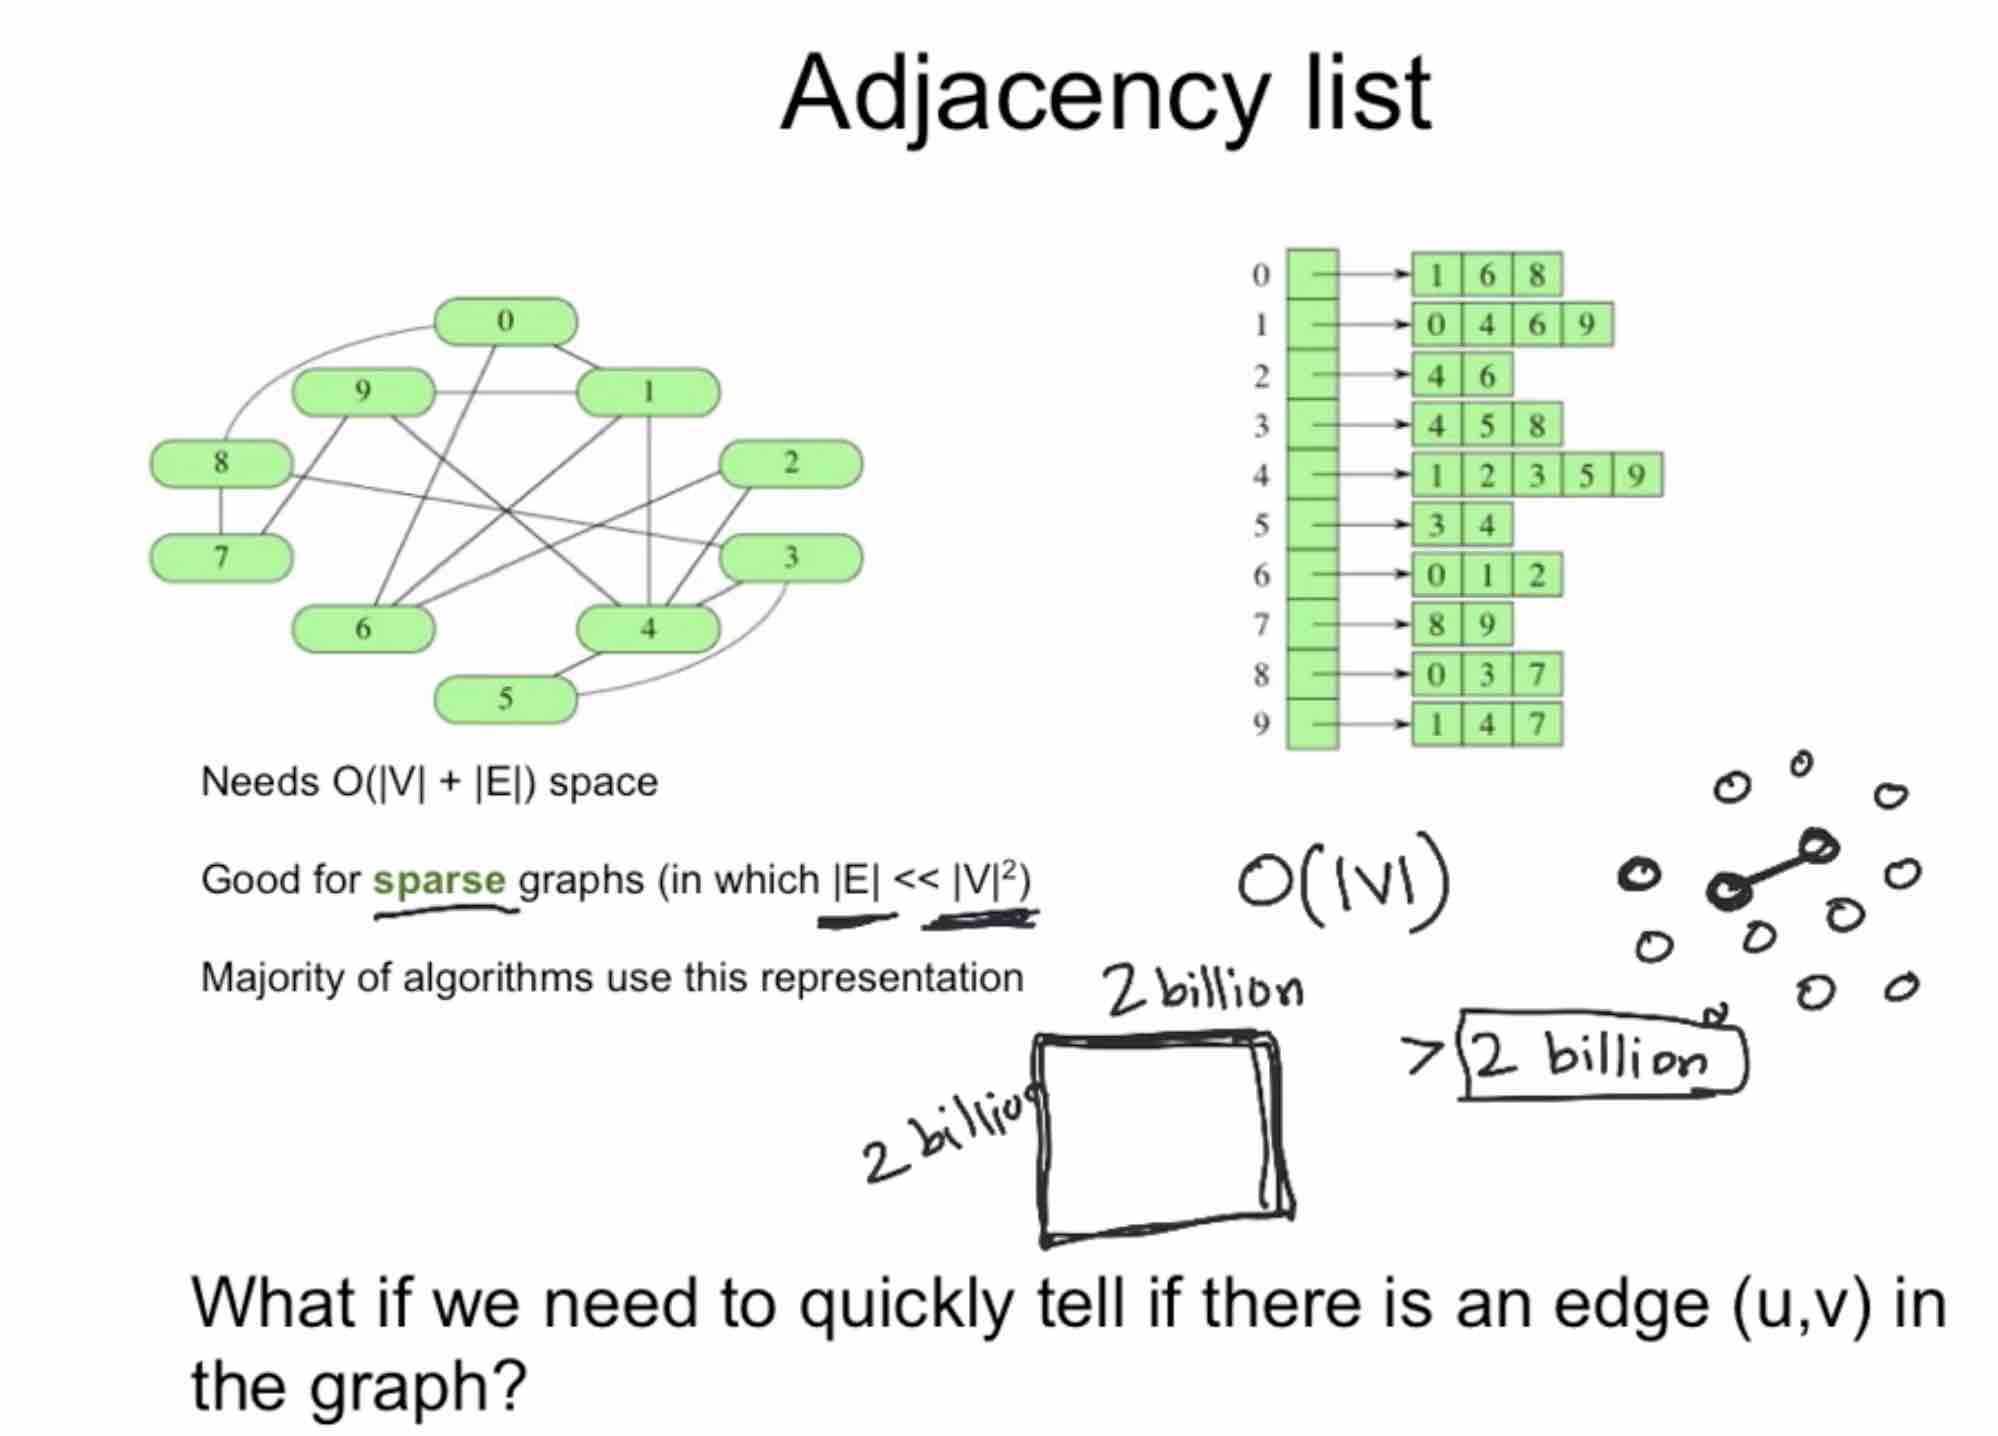 Adjacency list
0
9 1
8 2
7 3
6 4
5
0 1 6 8
1 0 4 6 9
2 4 6
3 4 5 8
4 1 2 3 5 9
5 3 4
6 0 1 2
7 8 9
8 0 3 7
9 1 4 7
Needs O(|V| + |E|) space
Good for sparse graphs (in which |E| << |V|²)
O(|V|)
Majority of algorithms use this representation
2 billion
> 2 billion
2 billion
What if we need to quickly tell if there is an edge (u,v) in
the graph?